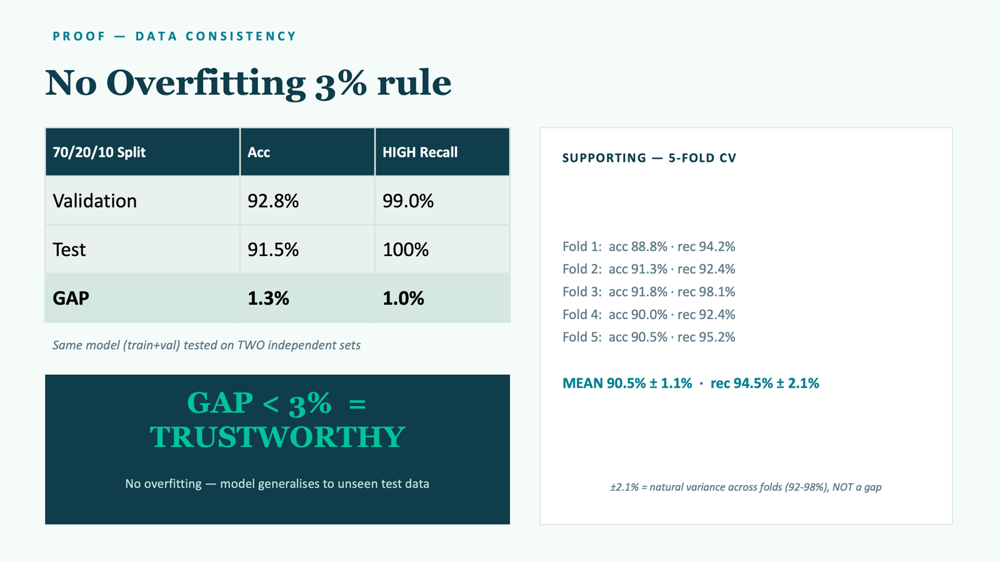 PROOF — DATA CONSISTENCY
No Overfitting 3% rule
70/20/10 Split Acc HIGH Recall
Validation 92.8% 99.0%
Test 91.5% 100%
GAP 1.3% 1.0%
Same model (train+val) tested on TWO independent sets
GAP < 3% =
TRUSTWORTHY
No overfitting — model generalises to unseen test data
SUPPORTING — 5-FOLD CV
Fold 1: acc 88.8% · rec 94.2%
Fold 2: acc 91.3% · rec 92.4%
Fold 3: acc 91.8% · rec 98.1%
Fold 4: acc 90.0% · rec 92.4%
Fold 5: acc 90.5% · rec 95.2%
MEAN 90.5% ± 1.1% · rec 94.5% ± 2.1%
±2.1% = natural variance across folds (92-98%), NOT a gap